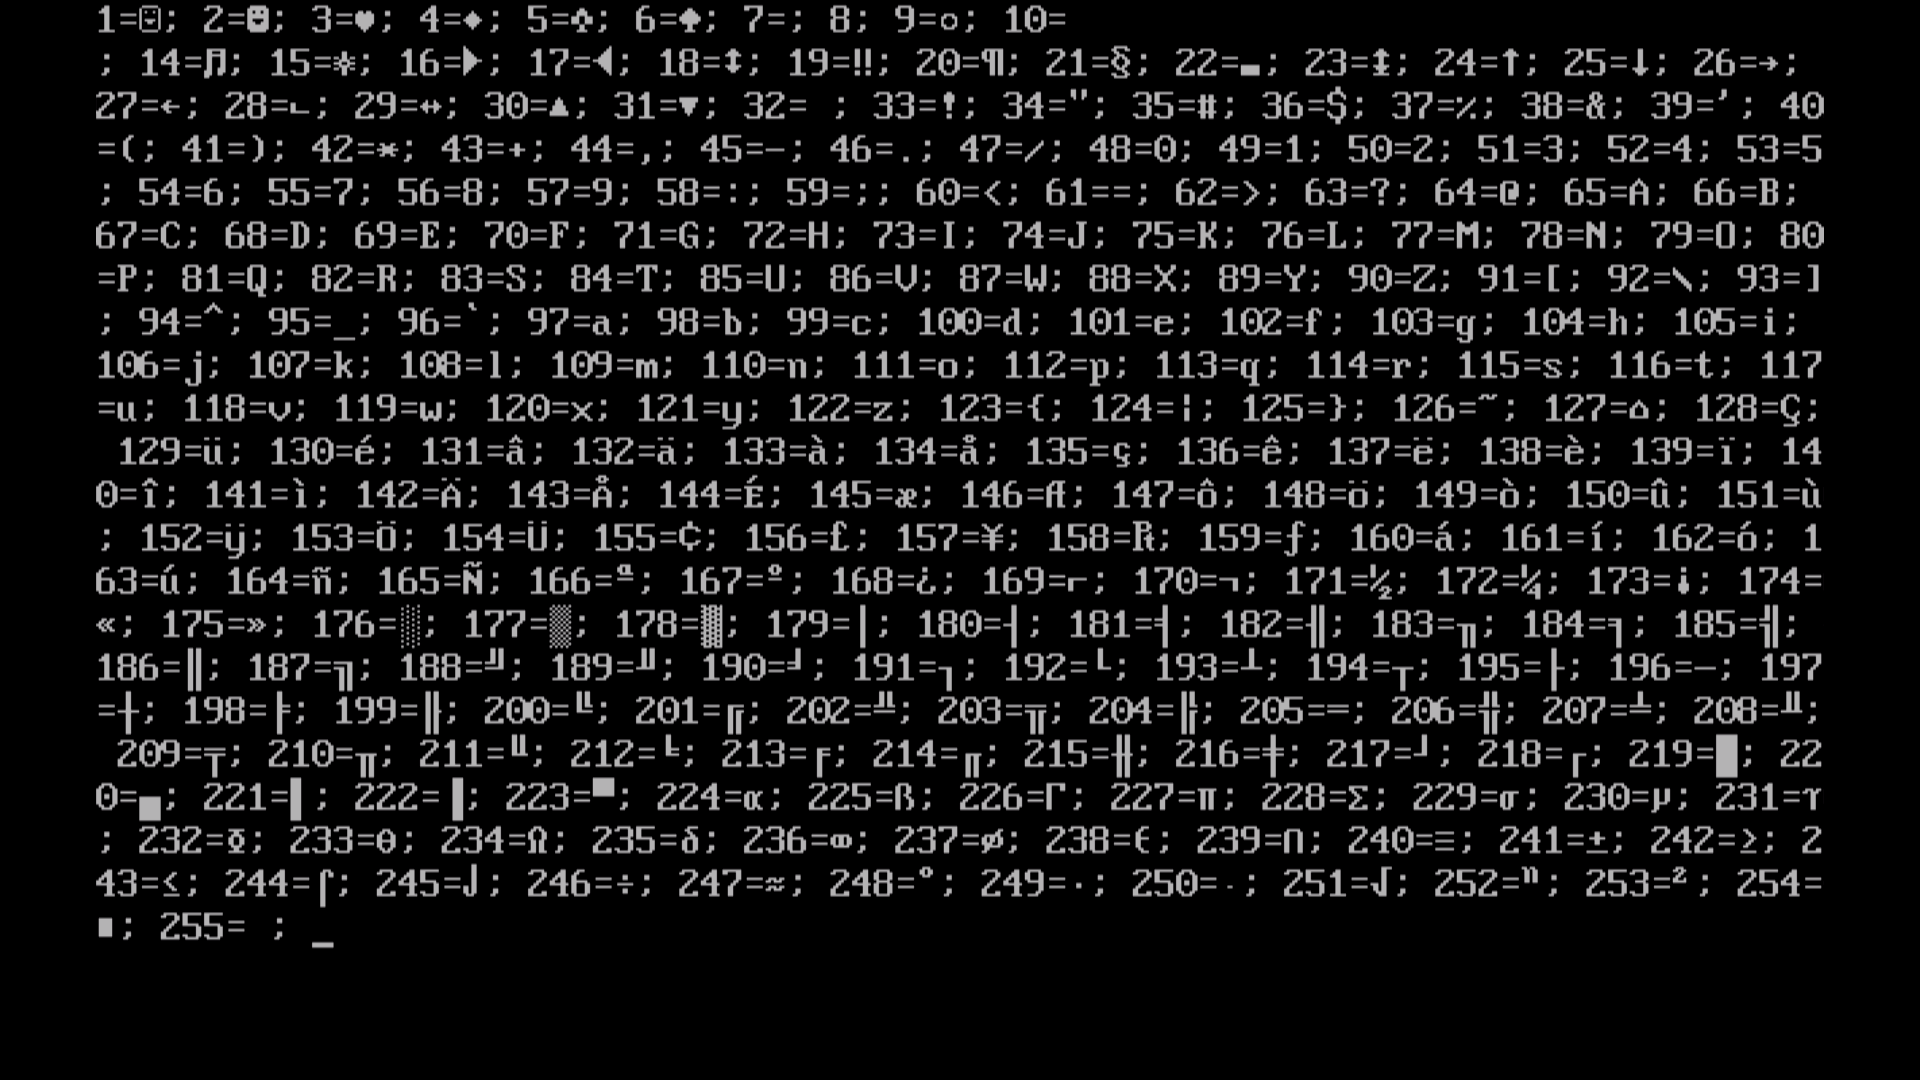 1=☺; 2=☻; 3=♥; 4=♦; 5=♣; 6=♠; 7=; 8; 9=○; 10=
; 14=♫; 15=☼; 16=►; 17=◄; 18=↕; 19=‼; 20=¶; 21=§; 22=▬; 23=↨; 24=↑; 25=↓; 26=→;
27=←; 28=∟; 29=↔; 30=▲; 31=▼; 32= ; 33=!; 34="; 35=#; 36=$; 37=%; 38=&; 39='; 40
=(; 41=); 42=*; 43=+; 44=,; 45=-; 46=.; 47=/; 48=0; 49=1; 50=2; 51=3; 52=4; 53=5
; 54=6; 55=7; 56=8; 57=9; 58=:; 59=;; 60=<; 61==; 62=>; 63=?; 64=@; 65=A; 66=B;
67=C; 68=D; 69=E; 70=F; 71=G; 72=H; 73=I; 74=J; 75=K; 76=L; 77=M; 78=N; 79=O; 80
=P; 81=Q; 82=R; 83=S; 84=T; 85=U; 86=V; 87=W; 88=X; 89=Y; 90=Z; 91=[; 92=\; 93=]
; 94=^; 95=_; 96=`; 97=a; 98=b; 99=c; 100=d; 101=e; 102=f; 103=g; 104=h; 105=i;
106=j; 107=k; 108=l; 109=m; 110=n; 111=o; 112=p; 113=q; 114=r; 115=s; 116=t; 117
=u; 118=v; 119=w; 120=x; 121=y; 122=z; 123={; 124=|; 125=}; 126=~; 127=⌂; 128=Ç;
129=ü; 130=é; 131=â; 132=ä; 133=à; 134=å; 135=ç; 136=ê; 137=ë; 138=è; 139=ï; 14
0=î; 141=ì; 142=Ä; 143=Å; 144=É; 145=æ; 146=Æ; 147=ô; 148=ö; 149=ò; 150=û; 151=ù
; 152=ÿ; 153=Ö; 154=Ü; 155=¢; 156=£; 157=¥; 158=₧; 159=ƒ; 160=á; 161=í; 162=ó; 1
63=ú; 164=ñ; 165=Ñ; 166=ª; 167=º; 168=¿; 169=⌐; 170=¬; 171=½; 172=¼; 173=¡; 174=
«; 175=»; 176=░; 177=▒; 178=▓; 179=│; 180=┤; 181=╡; 182=╢; 183=╖; 184=╕; 185=╣;
186=║; 187=╗; 188=╝; 189=╜; 190=╛; 191=┐; 192=└; 193=┴; 194=┬; 195=├; 196=─; 197
=┼; 198=╞; 199=╟; 200=╚; 201=╔; 202=╩; 203=╦; 204=╠; 205=═; 206=╬; 207=╧; 208=╨;
209=╤; 210=╥; 211=╙; 212=╘; 213=╒; 214=╓; 215=╫; 216=╪; 217=┘; 218=┌; 219=█; 22
0=▄; 221=▌; 222=▐; 223=▀; 224=α; 225=ß; 226=Γ; 227=π; 228=Σ; 229=σ; 230=µ; 231=τ
; 232=Φ; 233=Θ; 234=Ω; 235=δ; 236=∞; 237=φ; 238=ε; 239=∩; 240=≡; 241=±; 242=≥; 2
43=≤; 244=⌠; 245=⌡; 246=÷; 247=≈; 248=°; 249=∙; 250=·; 251=√; 252=ⁿ; 253=²; 254=
■; 255= ; _